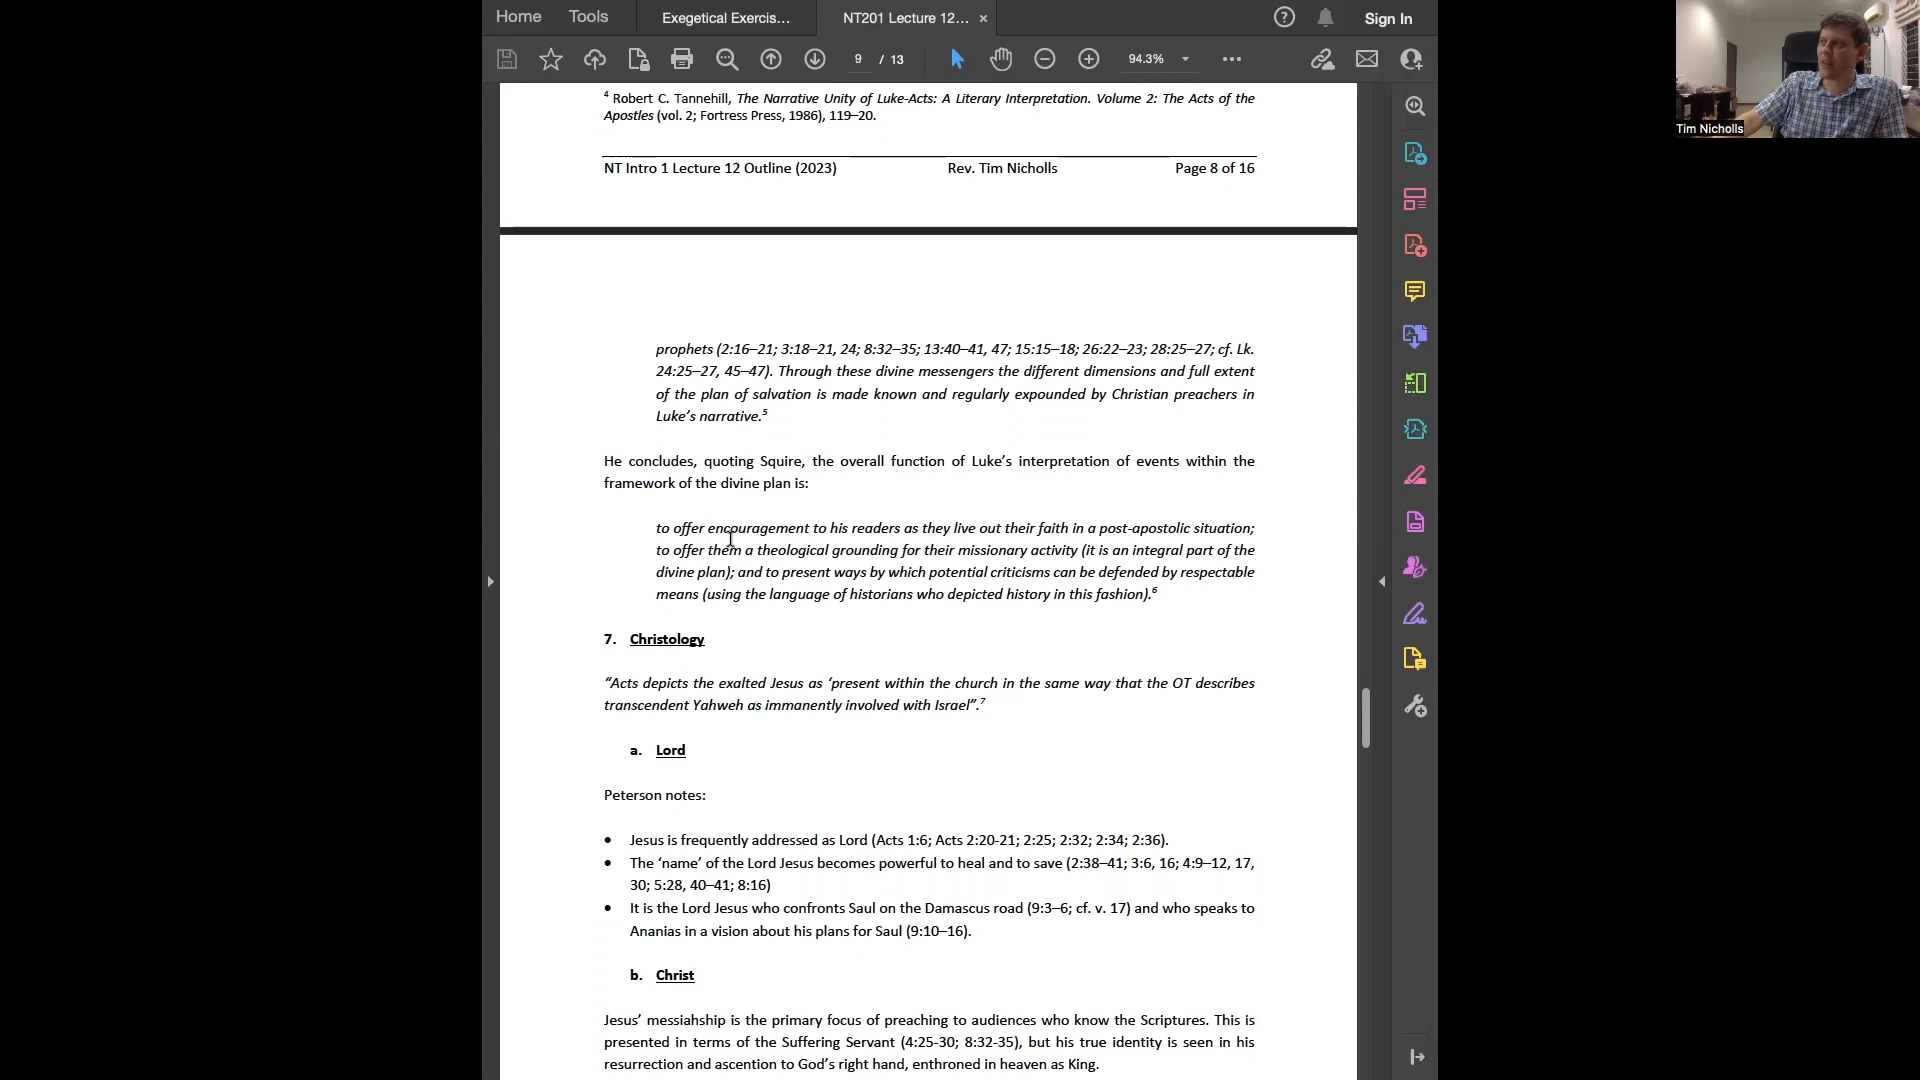 Home Tools Exegetical Exercis... NT201 Lecture 12... × Sign In
9 / 13 94.3%
Tim Nicholls
⁴ Robert C. Tannehill, The Narrative Unity of Luke-Acts: A Literary Interpretation. Volume 2: The Acts of the
Apostles (vol. 2; Fortress Press, 1986), 119–20.
NT Intro 1 Lecture 12 Outline (2023) Rev. Tim Nicholls Page 8 of 16
prophets (2:16–21; 3:18–21, 24; 8:32–35; 13:40–41, 47; 15:15–18; 26:22–23; 28:25–27; cf. Lk.
24:25–27, 45–47). Through these divine messengers the different dimensions and full extent
of the plan of salvation is made known and regularly expounded by Christian preachers in
Luke’s narrative.⁵
He concludes, quoting Squire, the overall function of Luke’s interpretation of events within the
framework of the divine plan is:
to offer encouragement to his readers as they live out their faith in a post-apostolic situation;
to offer them a theological grounding for their missionary activity (it is an integral part of the
divine plan); and to present ways by which potential criticisms can be defended by respectable
means (using the language of historians who depicted history in this fashion).⁶
7. Christology
“Acts depicts the exalted Jesus as ‘present within the church in the same way that the OT describes
transcendent Yahweh as immanently involved with Israel”.⁷
a. Lord
Peterson notes:
• Jesus is frequently addressed as Lord (Acts 1:6; Acts 2:20-21; 2:25; 2:32; 2:34; 2:36).
• The ‘name’ of the Lord Jesus becomes powerful to heal and to save (2:38–41; 3:6, 16; 4:9–12, 17,
30; 5:28, 40–41; 8:16)
• It is the Lord Jesus who confronts Saul on the Damascus road (9:3–6; cf. v. 17) and who speaks to
Ananias in a vision about his plans for Saul (9:10–16).
b. Christ
Jesus’ messiahship is the primary focus of preaching to audiences who know the Scriptures. This is
presented in terms of the Suffering Servant (4:25-30; 8:32-35), but his true identity is seen in his
resurrection and ascention to God’s right hand, enthroned in heaven as King.